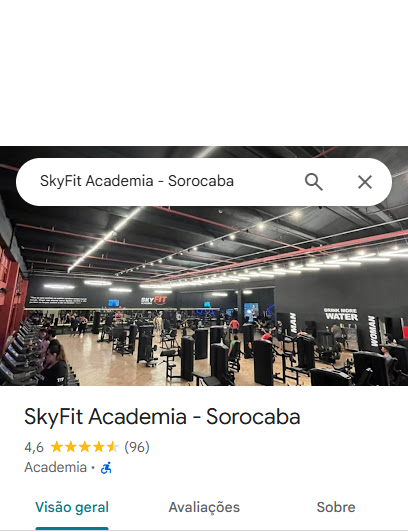 SkyFit Academia - Sorocaba
SKYFIT
DRINK MORE
WATER
WOMAN
MAN
SkyFit Academia - Sorocaba
4,6 (96)
Academia ·
Visão geral Avaliações Sobre